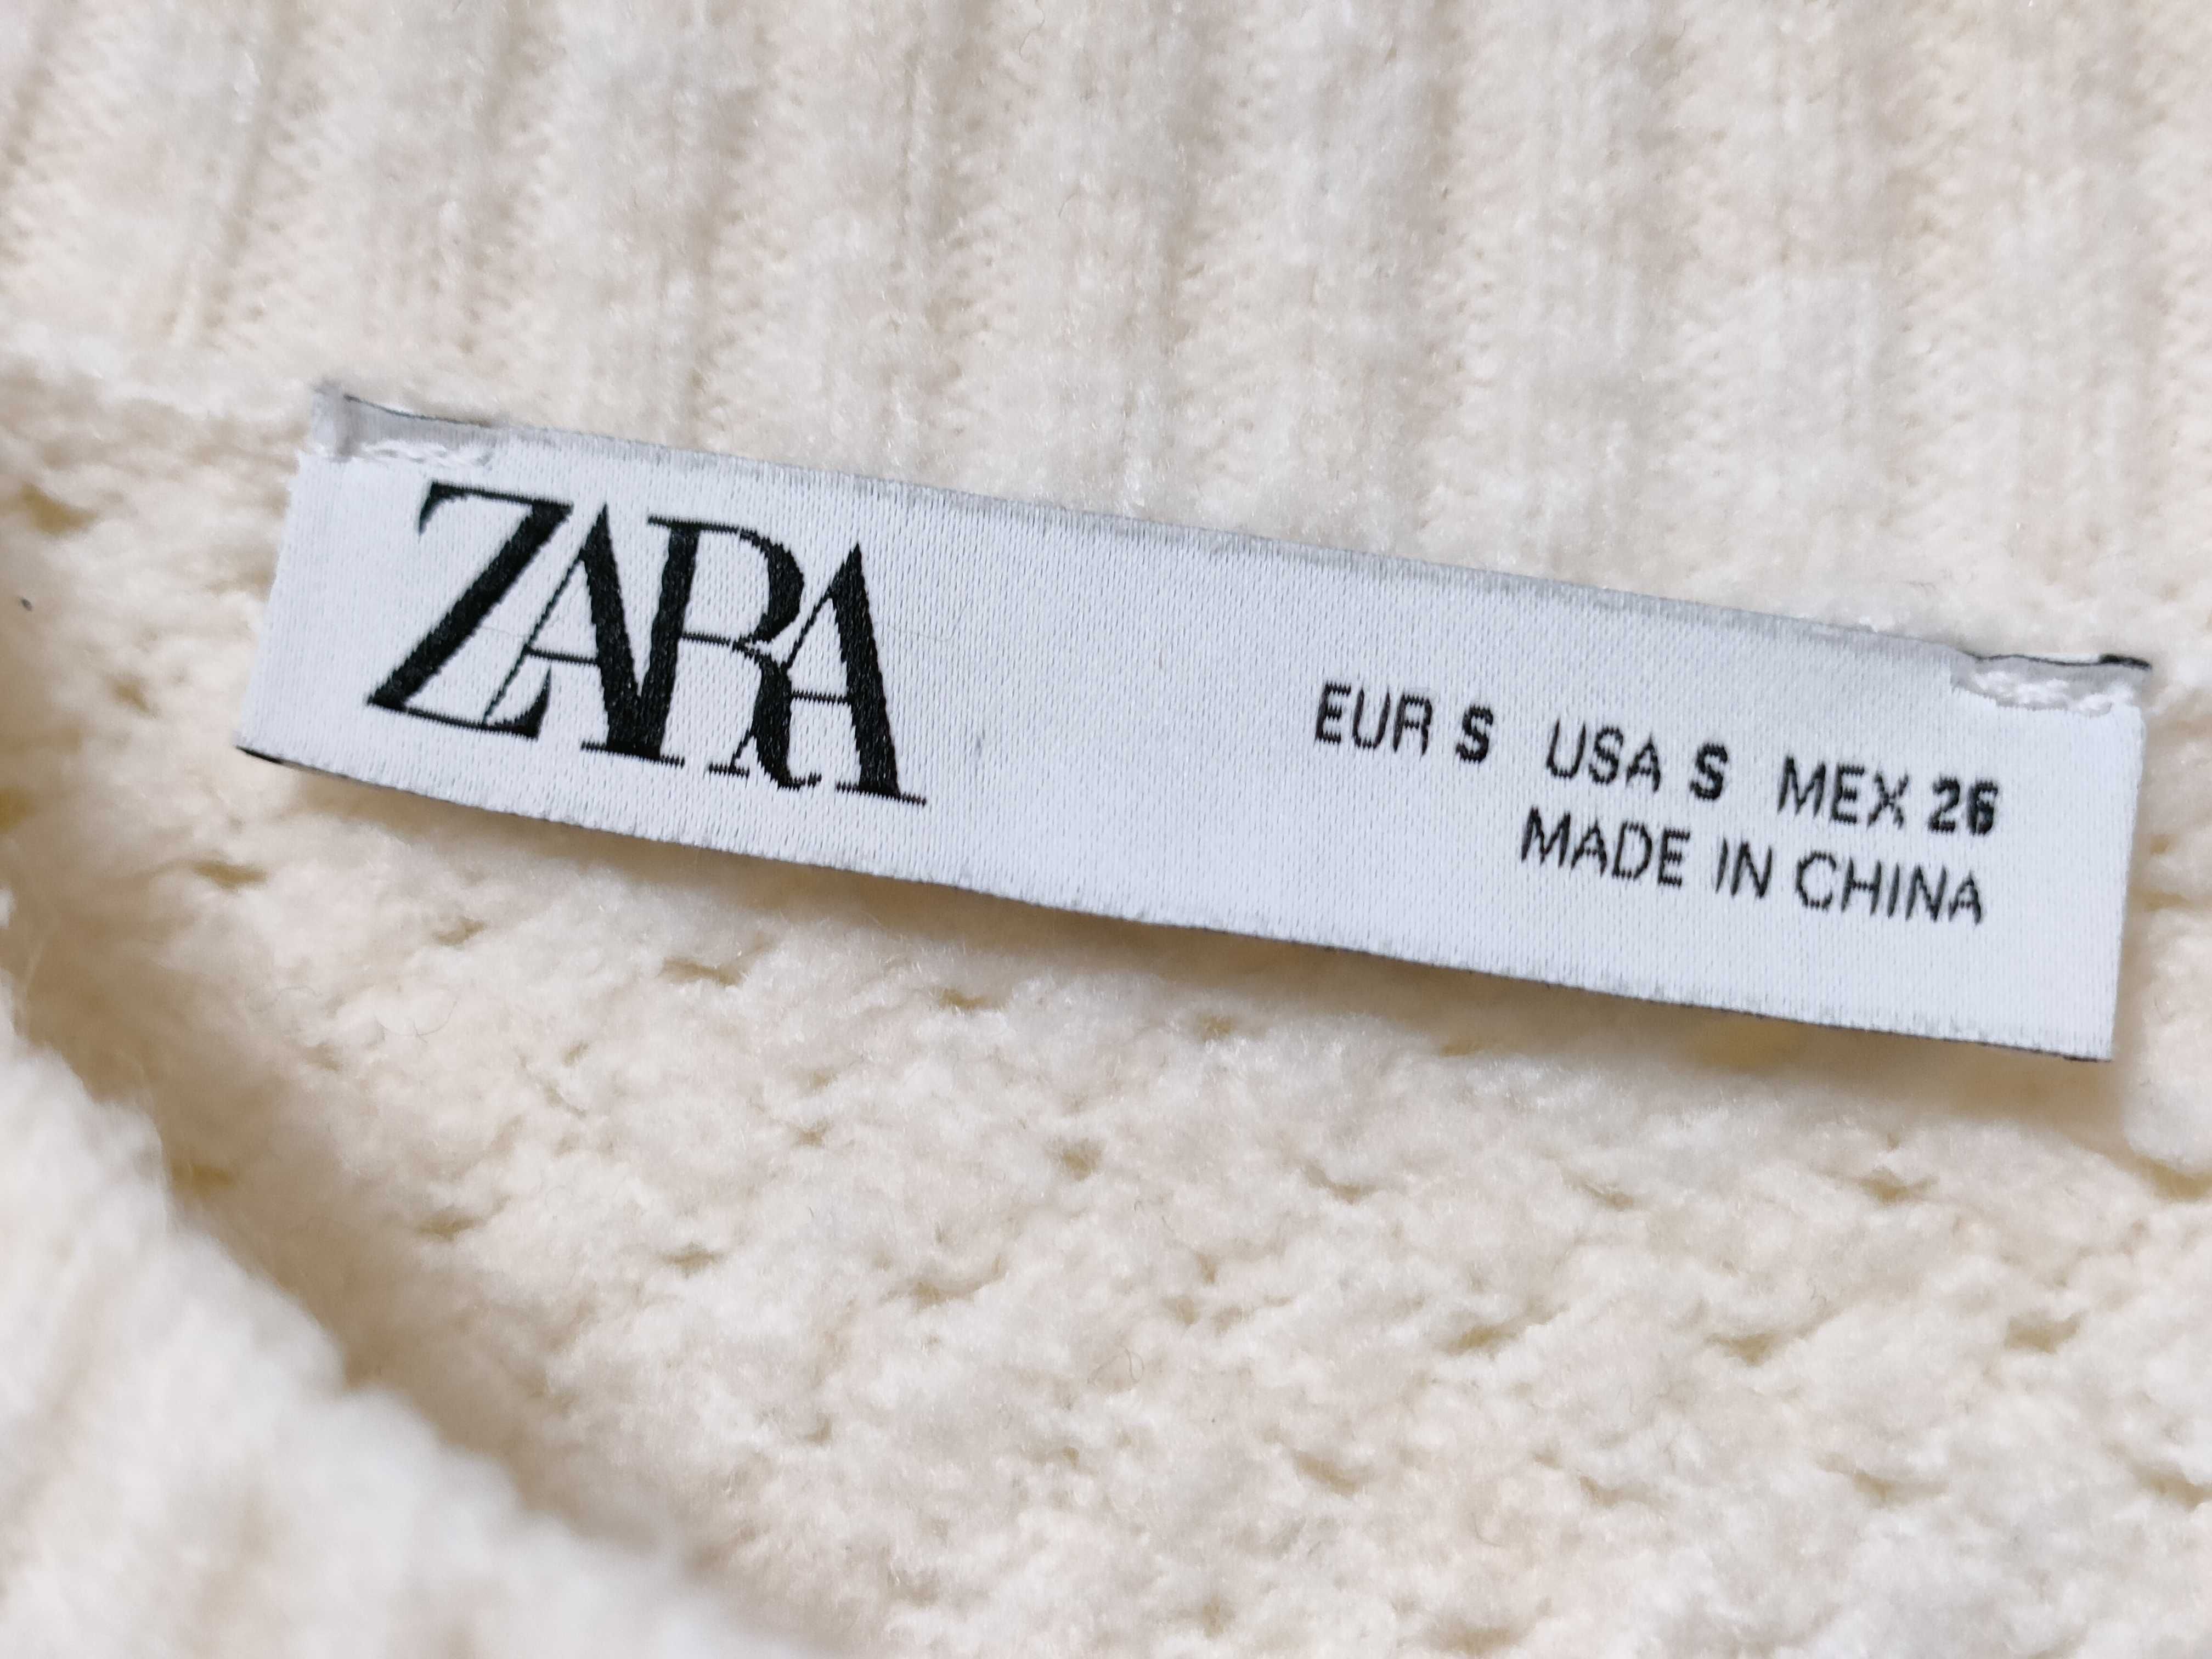 ZARA
EUR S USA S MEX 26
MADE IN CHINA